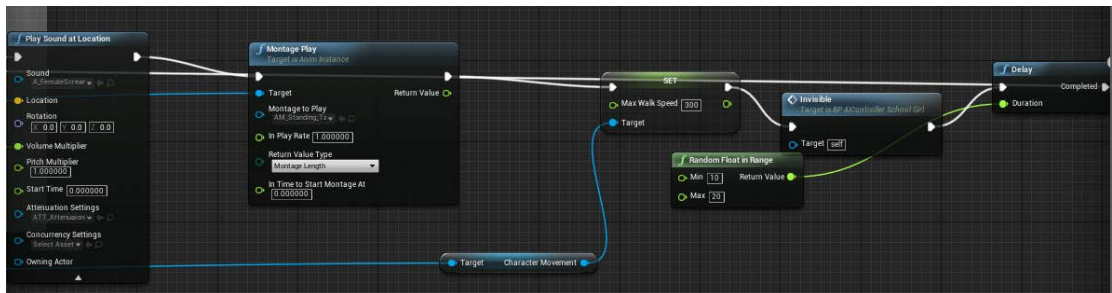 Play Sound at Location
Sound
A_FemaleScrear
Location
Rotation
X 0.0 Y 0.0 Z 0.0
Volume Multiplier
Pitch Multiplier
1.000000
Start Time 0.000000
Attenuation Settings
ATT_Attenuation
Concurrency Settings
Select Asset
Owning Actor
Montage Play
Target is Anim Instance
Target
Return Value
Montage to Play
AM_Standing_Te
In Play Rate 1.000000
Return Value Type
Montage Length
In Time to Start Montage At
0.000000
Target
Character Movement
SET
Max Walk Speed 300
Target
Random Float in Range
Min 10
Return Value
Max 20
Invisible
Target is BP AIController School Girl
Target self
Delay
Completed
Duration